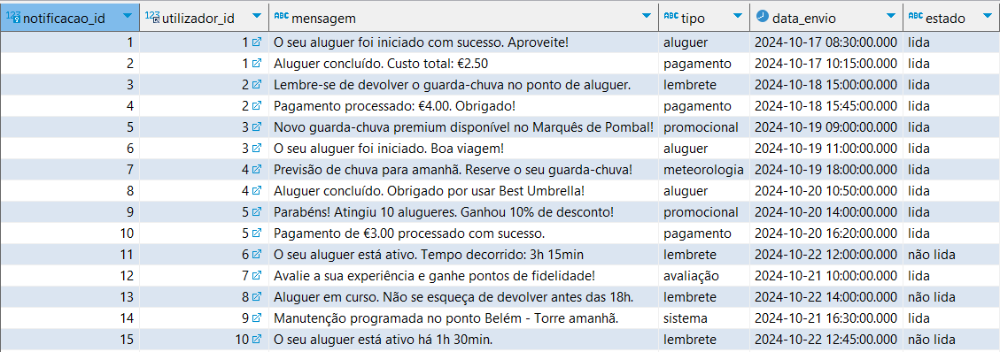 123 notificacao_id 123 utilizador_id ABC mensagem ABC tipo data_envio ABC estado
1 1 O seu aluguer foi iniciado com sucesso. Aproveite! aluguer 2024-10-17 08:30:00.000 lida
2 1 Aluguer concluído. Custo total: €2.50 pagamento 2024-10-17 10:15:00.000 lida
3 2 Lembre-se de devolver o guarda-chuva no ponto de aluguer. lembrete 2024-10-18 15:00:00.000 lida
4 2 Pagamento processado: €4.00. Obrigado! pagamento 2024-10-18 15:45:00.000 lida
5 3 Novo guarda-chuva premium disponível no Marquês de Pombal! promocional 2024-10-19 09:00:00.000 lida
6 3 O seu aluguer foi iniciado. Boa viagem! aluguer 2024-10-19 11:00:00.000 lida
7 4 Previsão de chuva para amanhã. Reserve o seu guarda-chuva! meteorologia 2024-10-19 18:00:00.000 lida
8 4 Aluguer concluído. Obrigado por usar Best Umbrella! aluguer 2024-10-20 10:50:00.000 lida
9 5 Parabéns! Atingiu 10 alugueres. Ganhou 10% de desconto! promocional 2024-10-20 14:00:00.000 lida
10 5 Pagamento de €3.00 processado com sucesso. pagamento 2024-10-20 16:20:00.000 lida
11 6 O seu aluguer está ativo. Tempo decorrido: 3h 15min lembrete 2024-10-22 12:00:00.000 não lida
12 7 Avalie a sua experiência e ganhe pontos de fidelidade! avaliação 2024-10-21 10:00:00.000 lida
13 8 Aluguer em curso. Não se esqueça de devolver antes das 18h. lembrete 2024-10-22 14:00:00.000 não lida
14 9 Manutenção programada no ponto Belém - Torre amanhã. sistema 2024-10-21 16:30:00.000 lida
15 10 O seu aluguer está ativo há 1h 30min. lembrete 2024-10-22 12:45:00.000 não lida